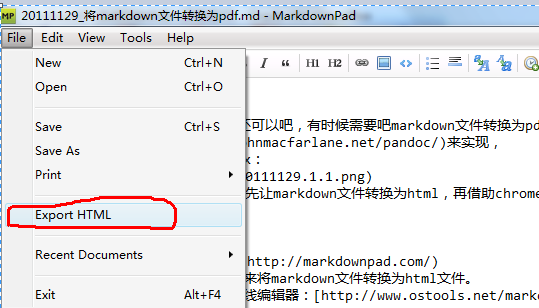 MP 20111129_将markdown文件转换为pdf.md - MarkdownPad
File Edit View Tools Help
I " H1 H2
New Ctrl+N
Open Ctrl+O
Save Ctrl+S
Save As
Print
Export HTML
Recent Documents
Exit Alt+F4
还可以吧，有时候需要吧markdown文件转换为pd
hnmacfarlane.net/pandoc/)来实现，
x：
0111129.1.1.png)
先让markdown文件转换为html，再借助chrome
http://markdownpad.com/)
来将markdown文件转换为html文件。
线编辑器：[http://www.ostools.net/mark